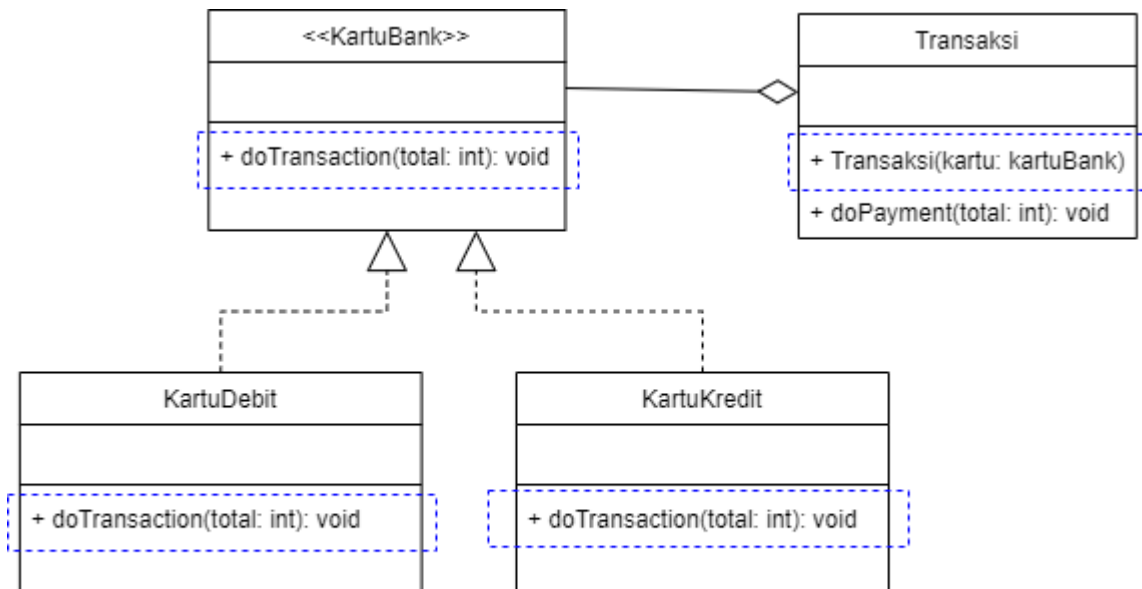 <<KartuBank>>
+ doTransaction(total: int): void
Transaksi
+ Transaksi(kartu: kartuBank)
+ doPayment(total: int): void
KartuDebit
+ doTransaction(total: int): void
KartuKredit
+ doTransaction(total: int): void